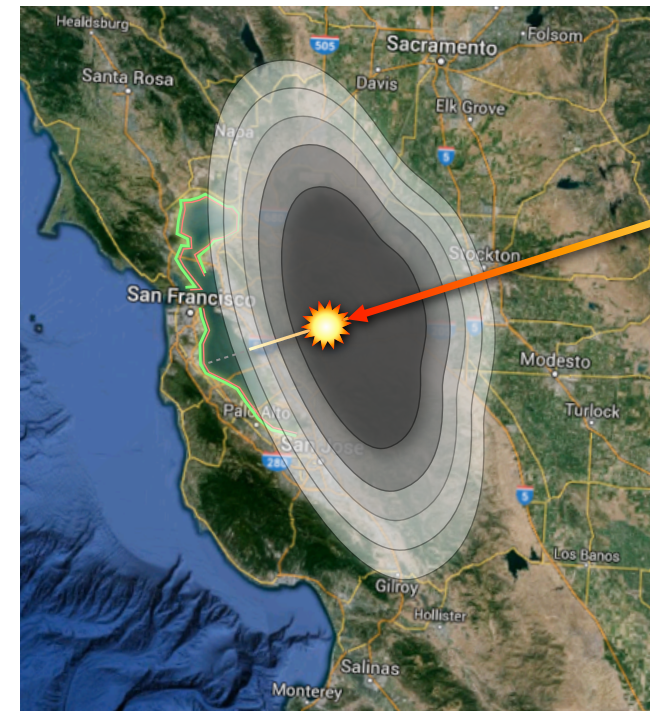 Healdsburg
505
Sacramento
Folsom
Santa Rosa
Davis
Elk Grove
Napa
5
Stockton
San Francisco
5
Modesto
Palo Alto
Turlock
San Jose
280
5
Los Banos
Gilroy
Hollister
Salinas
Monterey